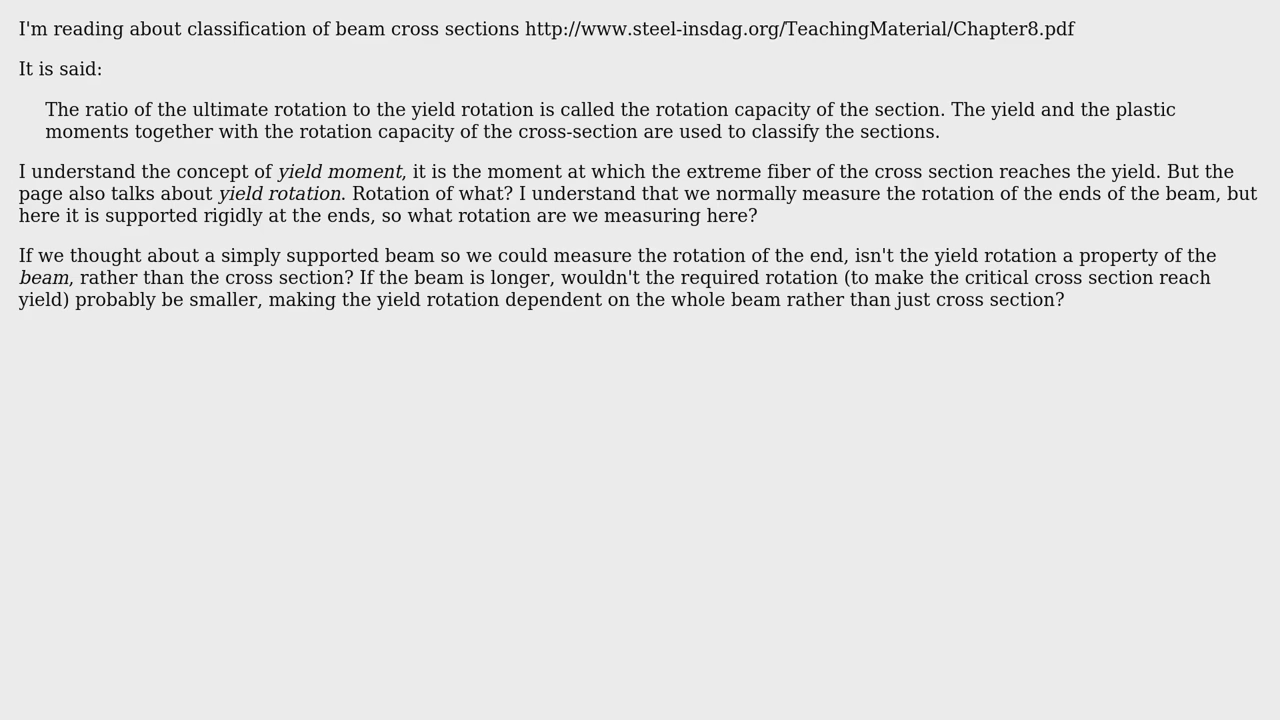 I'm reading about classification of beam cross sections http://www.steel-insdag.org/TeachingMaterial/Chapter8.pdf
It is said:
The ratio of the ultimate rotation to the yield rotation is called the rotation capacity of the section. The yield and the plastic
moments together with the rotation capacity of the cross-section are used to classify the sections.
I understand the concept of yield moment, it is the moment at which the extreme fiber of the cross section reaches the yield. But the
page also talks about yield rotation. Rotation of what? I understand that we normally measure the rotation of the ends of the beam, but
here it is supported rigidly at the ends, so what rotation are we measuring here?
If we thought about a simply supported beam so we could measure the rotation of the end, isn't the yield rotation a property of the
beam, rather than the cross section? If the beam is longer, wouldn't the required rotation (to make the critical cross section reach
yield) probably be smaller, making the yield rotation dependent on the whole beam rather than just cross section?